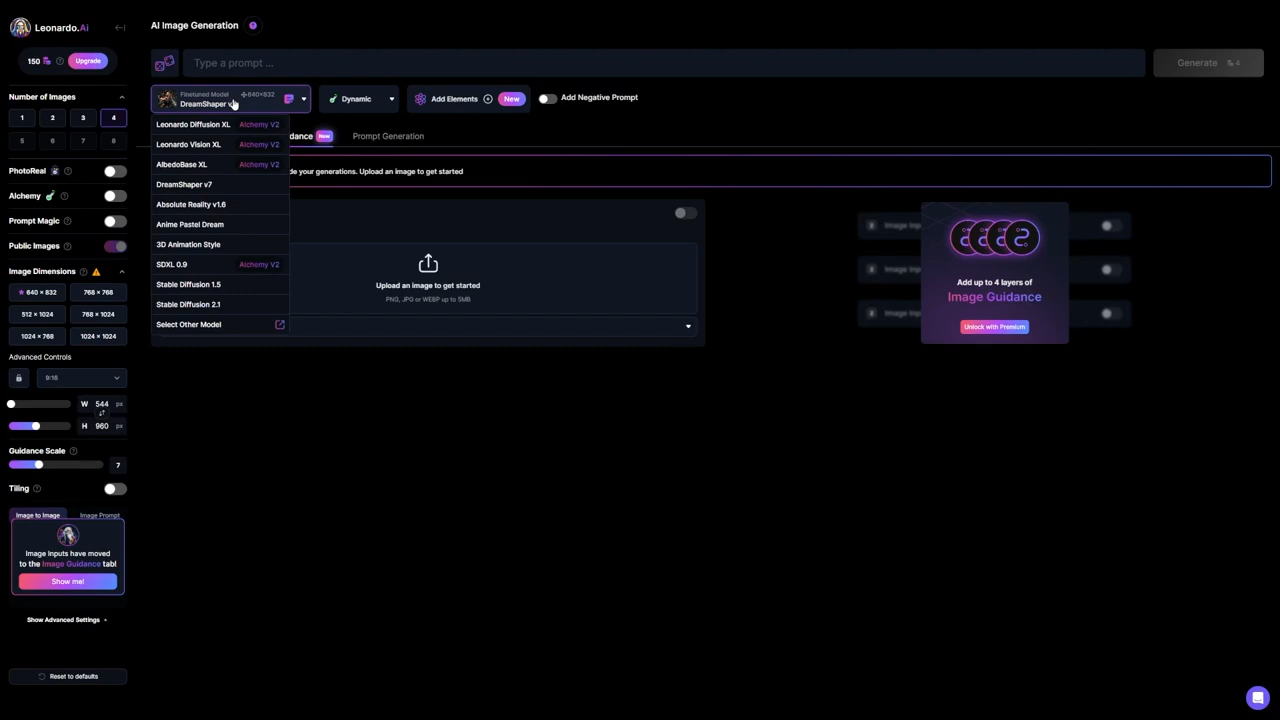 Leonardo.Ai
AI Image Generation
150
Upgrade
Type a prompt ...
Generate
4
Number of Images
1
2
3
4
5
6
7
8
Finetuned Model
640×832
DreamShaper v
Dynamic
Add Elements
New
Add Negative Prompt
Leonardo Diffusion XL
Alchemy V2
Leonardo Vision XL
Alchemy V2
AlbedoBase XL
Alchemy V2
DreamShaper v7
Absolute Reality v1.6
Anime Pastel Dream
3D Animation Style
SDXL 0.9
Alchemy V2
Stable Diffusion 1.5
Stable Diffusion 2.1
Select Other Model
dance
New
Prompt Generation
de your generations. Upload an image to get started
Upload an image to get started
PNG, JPG or WEBP up to 5MB
Add up to 4 layers of
Image Guidance
Unlock with Premium
PhotoReal
Alchemy
Prompt Magic
Public Images
Image Dimensions
640 × 832
768 × 768
512 × 1024
768 × 1024
1024 × 768
1024 × 1024
Advanced Controls
9:16
W 544 px
H 960 px
Guidance Scale
7
Tiling
Image to Image
Image Prompt
Image Inputs have moved
to the Image Guidance tab!
Show me!
Show Advanced Settings
Reset to defaults